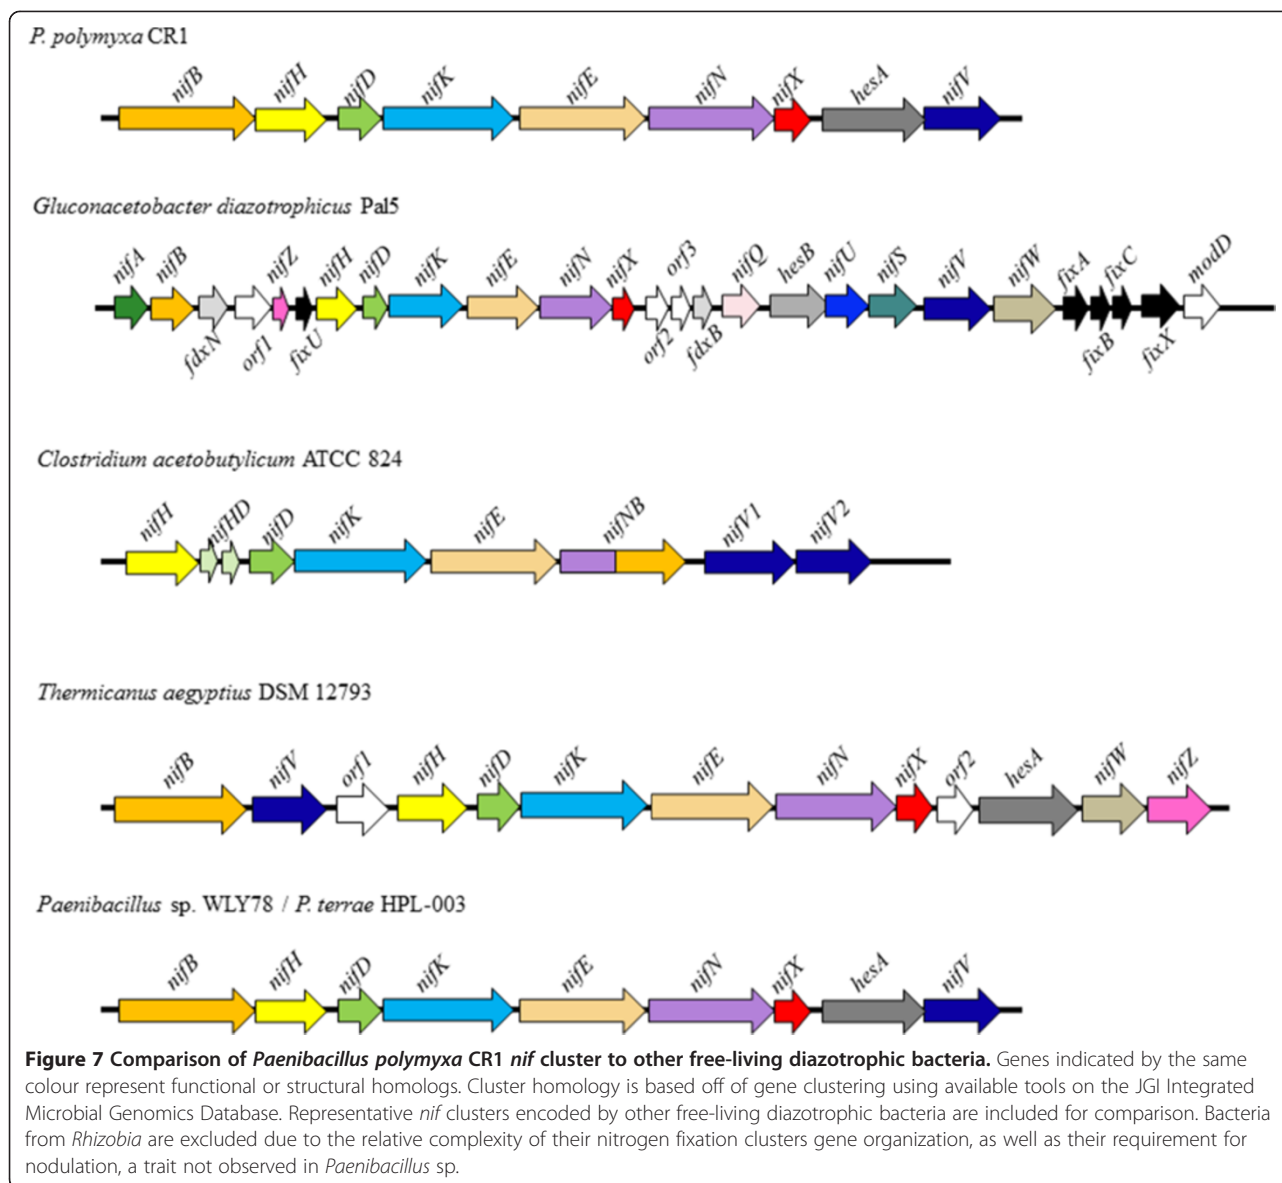 P. polymyxa CR1
nifB nifH nifD nifK nifE nifN nifX hesA nifV
Gluconacetobacter diazotrophicus Pal5
nifA nifB nifZ nifH nifD nifK nifE nifN nifX orf3 nifQ hesB nifU nifS nifV nifW fixA fixC modD
fdxN orf1 fixU orf2 fdxB fixB fixX
Clostridium acetobutylicum ATCC 824
nifH nifHD nifD nifK nifE nifNB nifV1 nifV2
Thermicanus aegyptius DSM 12793
nifB nifV orf1 nifH nifD nifK nifE nifN nifX orf2 hesA nifW nifZ
Paenibacillus sp. WLY78 / P. terrae HPL-003
nifB nifH nifD nifK nifE nifN nifX hesA nifV
Figure 7 Comparison of Paenibacillus polymyxa CR1 nif cluster to other free-living diazotrophic bacteria. Genes indicated by the same
colour represent functional or structural homologs. Cluster homology is based off of gene clustering using available tools on the JGI Integrated
Microbial Genomics Database. Representative nif clusters encoded by other free-living diazotrophic bacteria are included for comparison. Bacteria
from Rhizobia are excluded due to the relative complexity of their nitrogen fixation clusters gene organization, as well as their requirement for
nodulation, a trait not observed in Paenibacillus sp.